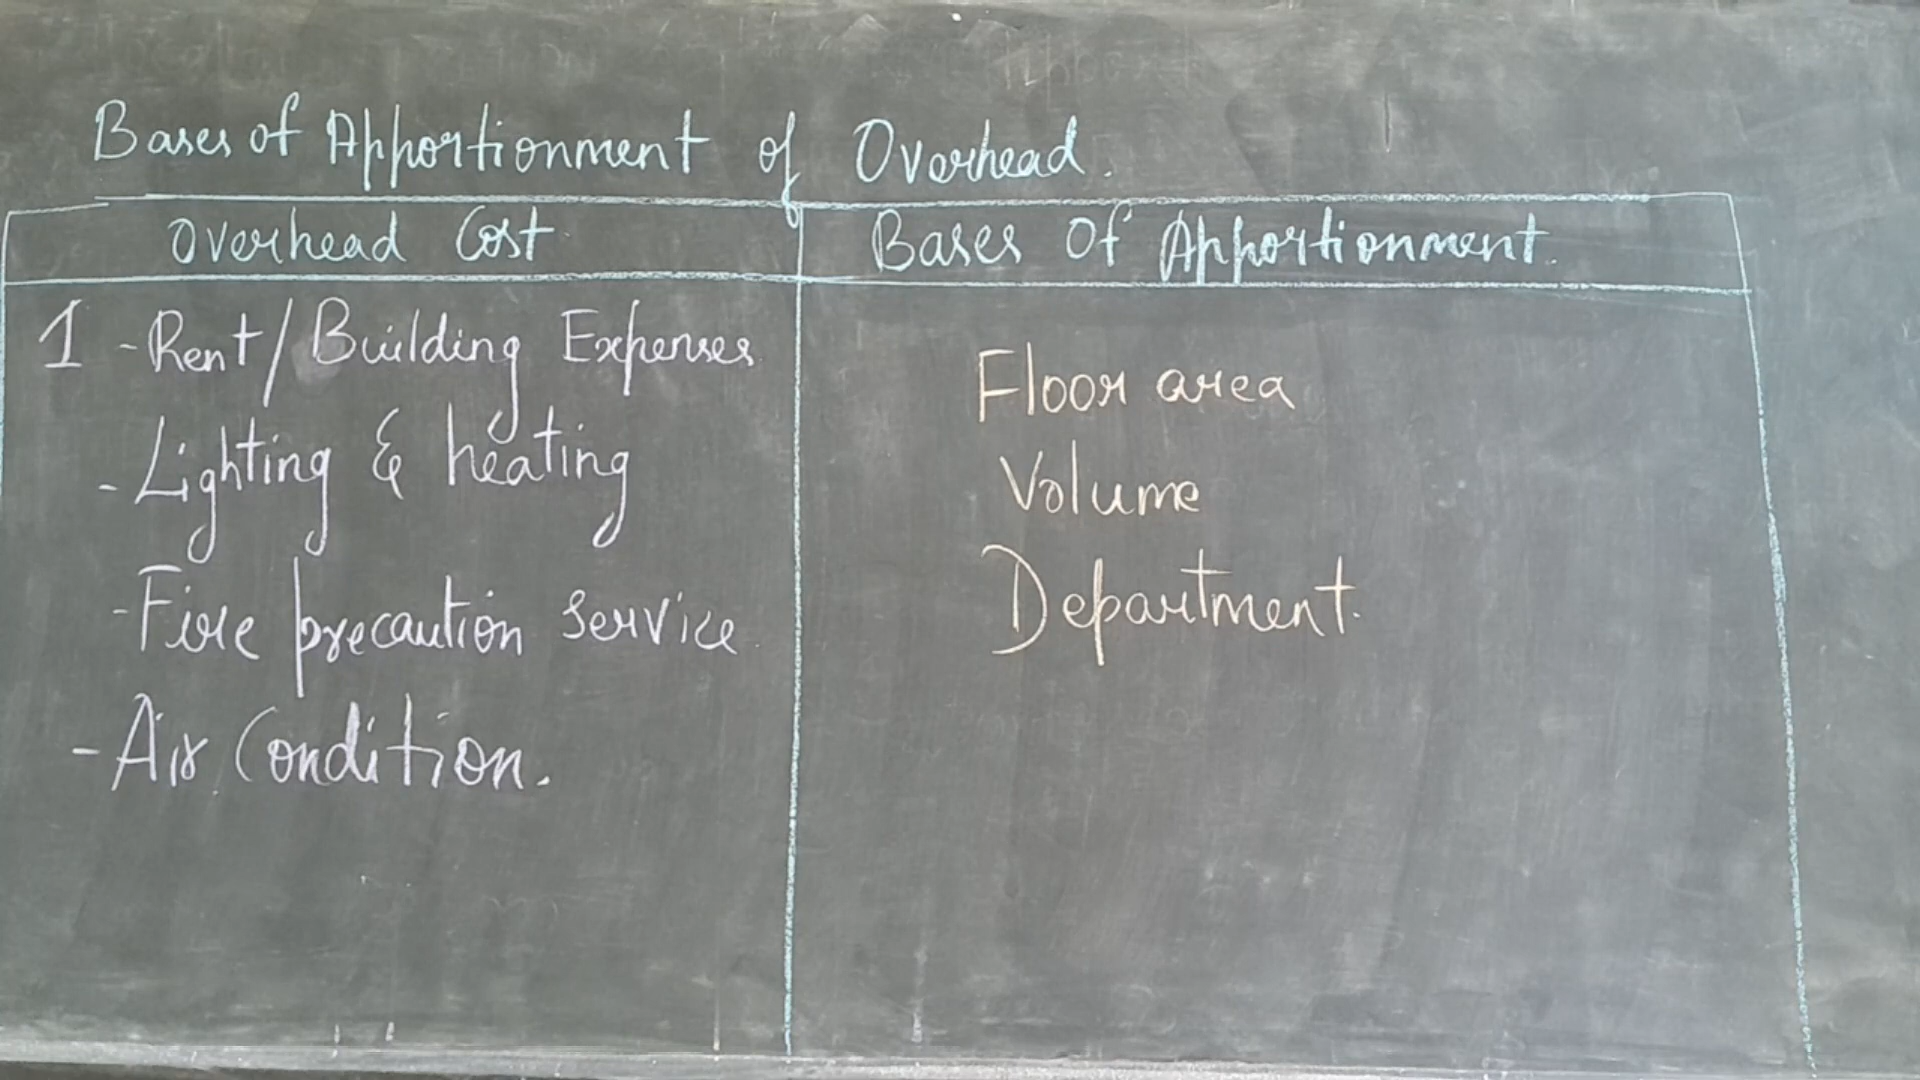 Bases of Apportionment of Overhead.
Overhead Cost
Bases Of Apportionment.
1 - Rent/Building Expenses
- Lighting & heating
- Fire precaution service
- Air Condition.
Floor area
Volume
Department.